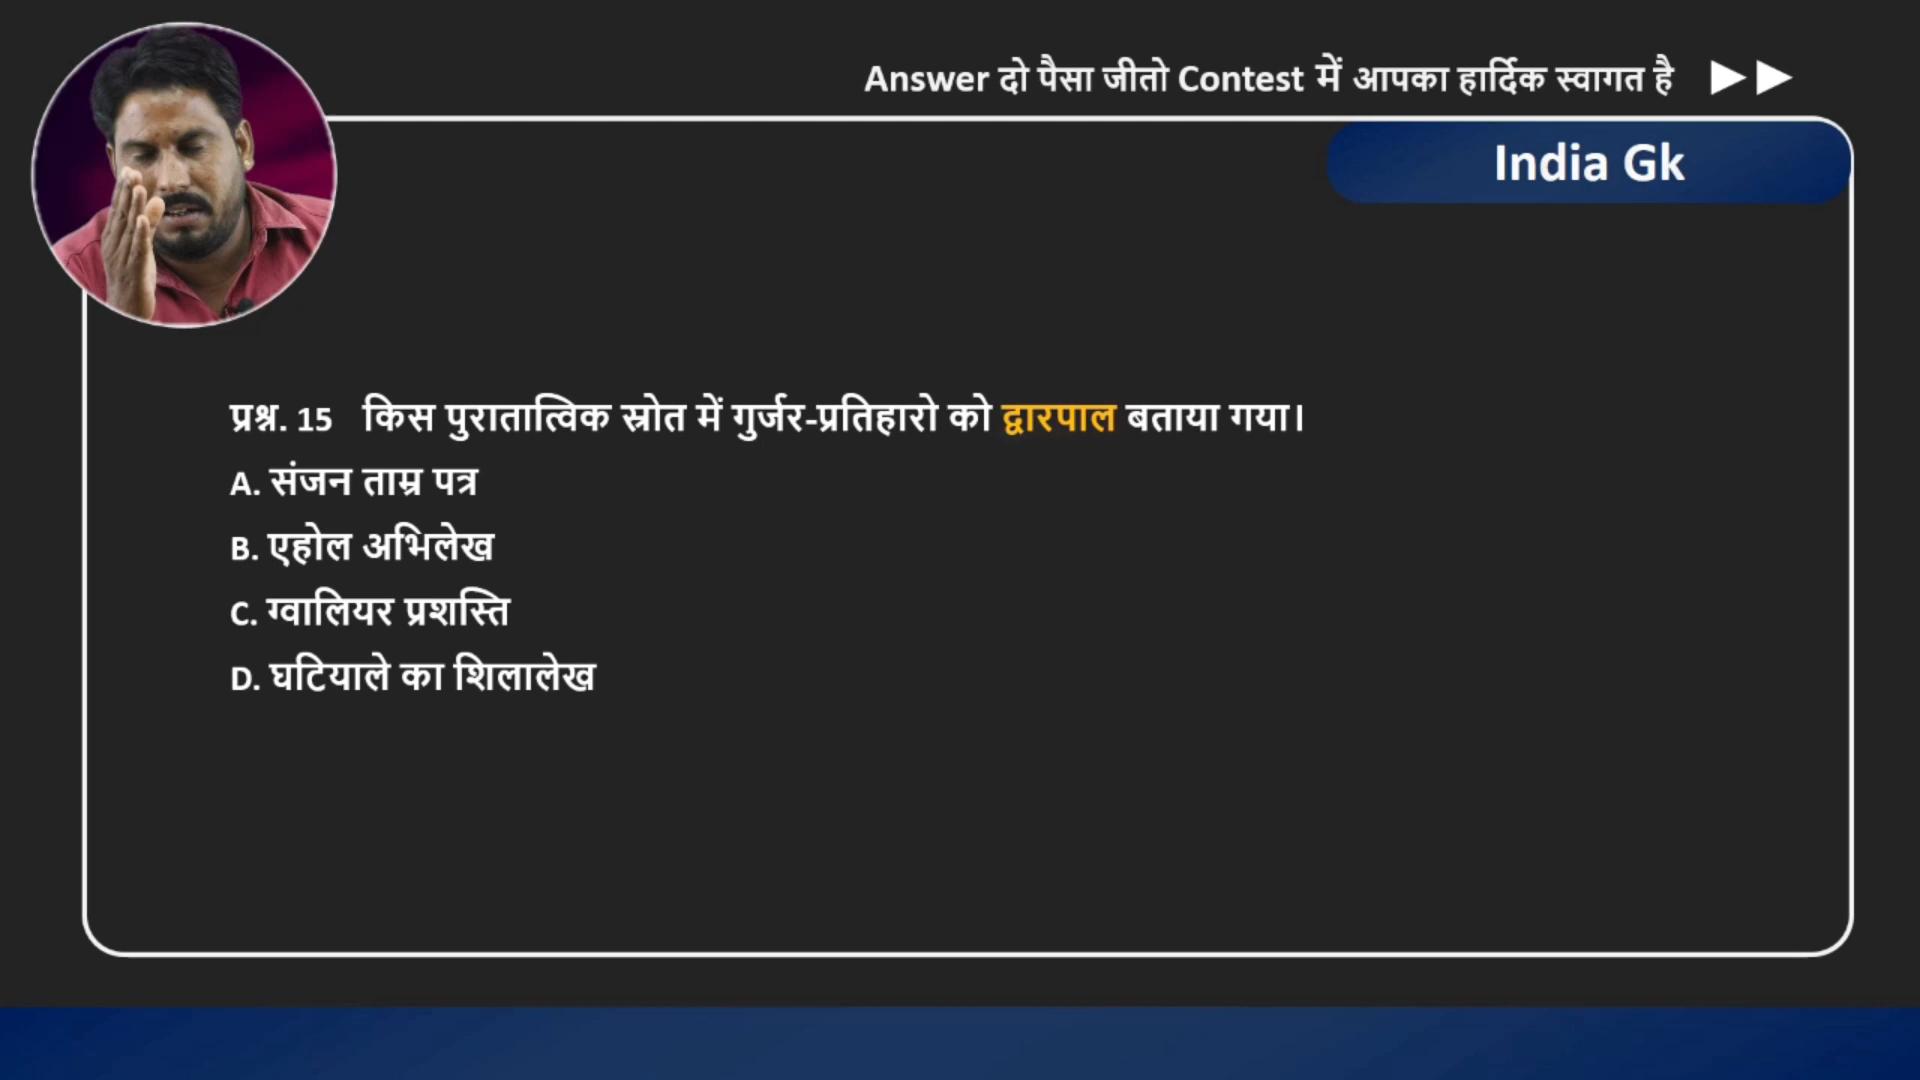 Answer दो पैसा जीतो Contest में आपका हार्दिक स्वागत है
India Gk
प्रश्न. 15 किस पुरातात्विक स्रोत में गुर्जर-प्रतिहारो को द्वारपाल बताया गया।
A. संजन ताम्र पत्र
B. एहोल अभिलेख
C. ग्वालियर प्रशस्ति
D. घटियाले का शिलालेख